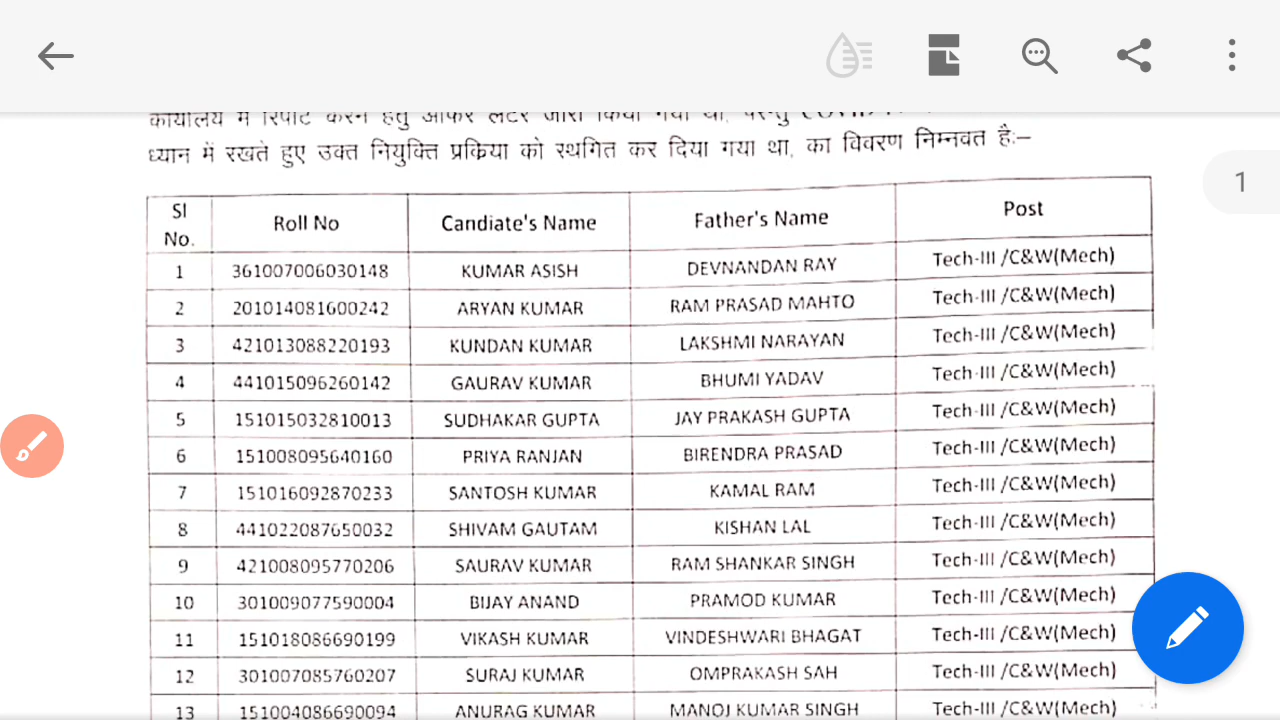 कार्यालय में रिपोर्ट करने हेतु ऑफर लेटर जारी किया गया था, परन्तु
ध्यान में रखते हुए उक्त नियुक्ति प्रक्रिया को स्थगित कर दिया गया था, का विवरण निम्नवत है:-
1
Sl No. Roll No Candiate's Name Father's Name Post
1 361007006030148 KUMAR ASISH DEVNANDAN RAY Tech-III /C&W(Mech)
2 201014081600242 ARYAN KUMAR RAM PRASAD MAHTO Tech-III /C&W(Mech)
3 421013088220193 KUNDAN KUMAR LAKSHMI NARAYAN Tech-III /C&W(Mech)
4 441015096260142 GAURAV KUMAR BHUMI YADAV Tech-III /C&W(Mech)
5 151015032810013 SUDHAKAR GUPTA JAY PRAKASH GUPTA Tech-III /C&W(Mech)
6 151008095640160 PRIYA RANJAN BIRENDRA PRASAD Tech-III /C&W(Mech)
7 151016092870233 SANTOSH KUMAR KAMAL RAM Tech-III /C&W(Mech)
8 441022087650032 SHIVAM GAUTAM KISHAN LAL Tech-III /C&W(Mech)
9 421008095770206 SAURAV KUMAR RAM SHANKAR SINGH Tech-III /C&W(Mech)
10 301009077590004 BIJAY ANAND PRAMOD KUMAR Tech-III /C&W(Mech)
11 151018086690199 VIKASH KUMAR VINDESHWARI BHAGAT Tech-III /C&W(Mech)
12 301007085760207 SURAJ KUMAR OMPRAKASH SAH Tech-III /C&W(Mech)
13 151004086690094 ANURAG KUMAR MANOJ KUMAR SINGH Tech-III /C&W(Mech)